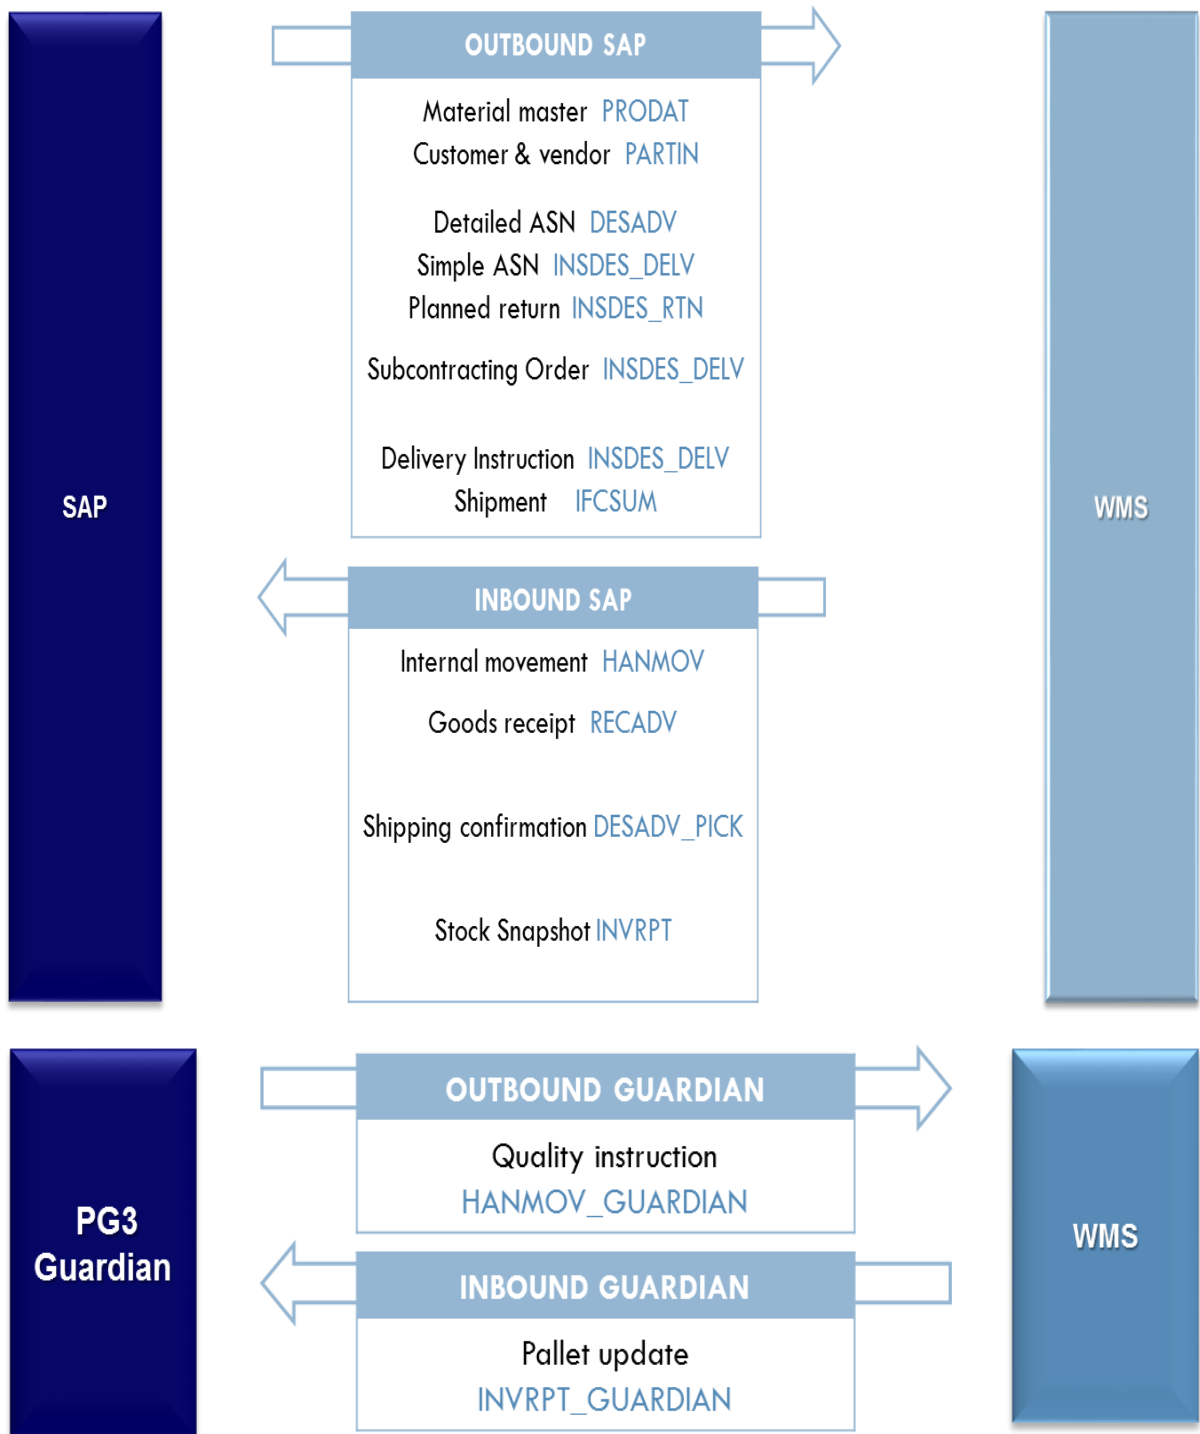 OUTBOUND SAP
Material master PRODAT
Customer & vendor PARTIN
Detailed ASN DESADV
Simple ASN INSDES_DELV
Planned return INSDES_RTN
Subcontracting Order INSDES_DELV
Delivery Instruction INSDES_DELV
Shipment IFCSUM
SAP
WMS
INBOUND SAP
Internal movement HANMOV
Goods receipt RECADV
Shipping confirmation DESADV_PICK
Stock Snapshot INVRPT
OUTBOUND GUARDIAN
Quality instruction
HANMOV_GUARDIAN
PG3
Guardian
WMS
INBOUND GUARDIAN
Pallet update
INVRPT_GUARDIAN